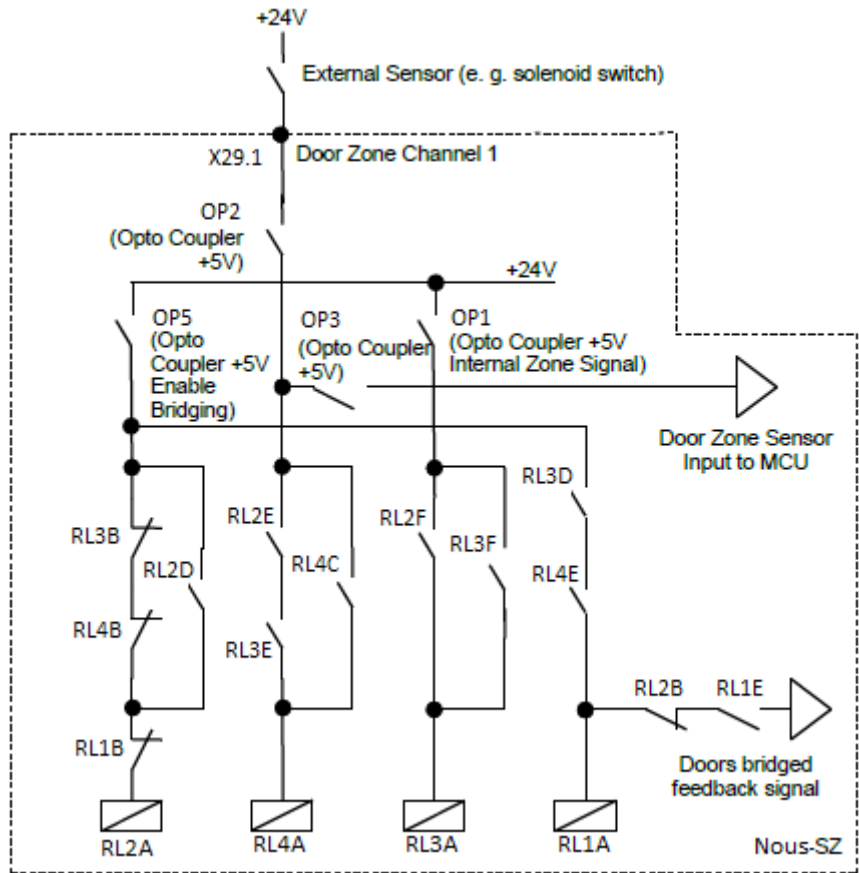 +24V
External Sensor (e. g. solenoid switch)
X29.1
Door Zone Channel 1
OP2
(Opto Coupler
+5V)
+24V
OP5
(Opto
Coupler +5V
Enable
Bridging)
OP3
(Opto Coupler
+5V)
OP1
(Opto Coupler +5V
Internal Zone Signal)
Door Zone Sensor
Input to MCU
RL3D
RL3B
RL2D
RL2E
RL4C
RL2F
RL3F
RL4E
RL4B
RL3E
RL2B
RL1E
RL1B
Doors bridged
feedback signal
RL2A
RL4A
RL3A
RL1A
Nous-SZ